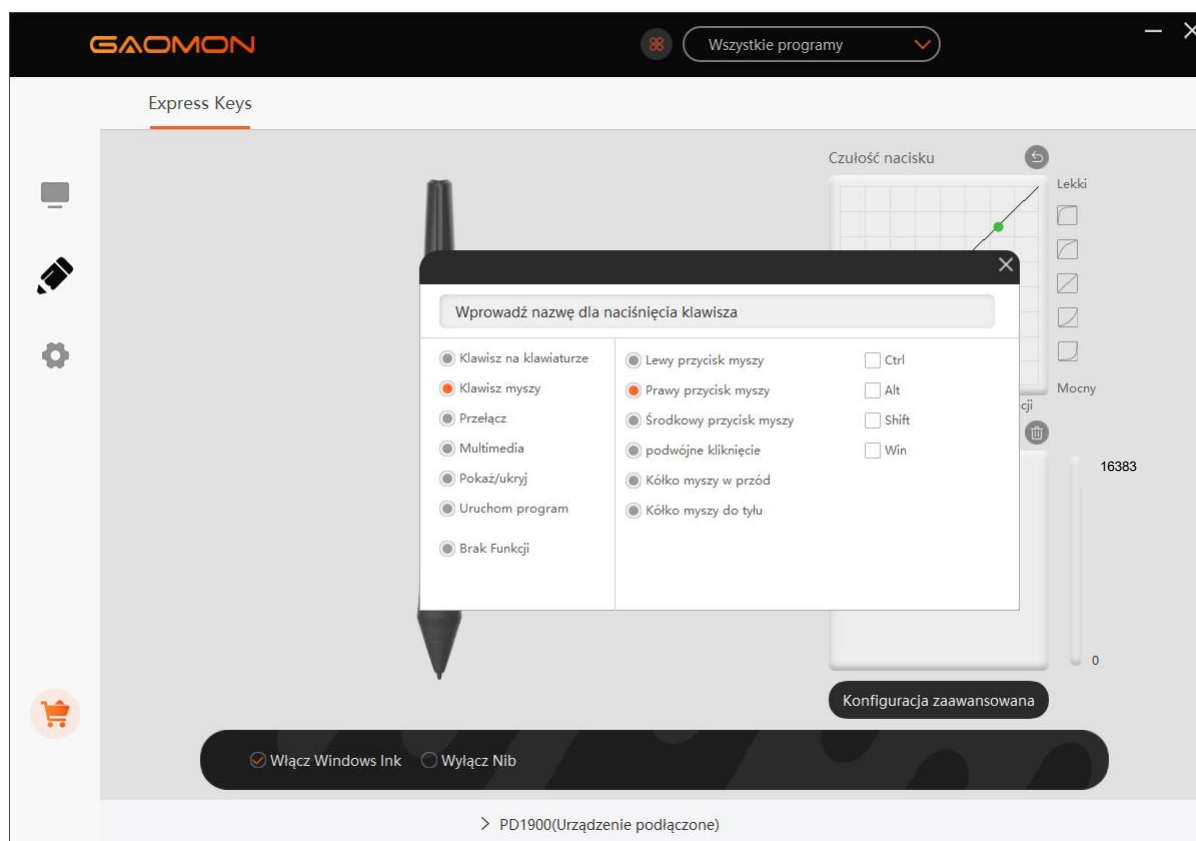 GAOMON
Wszystkie programy
Express Keys
Czułość nacisku
Lekki
Wprowadź nazwę dla naciśnięcia klawisza
Klawisz na klawiaturze
Klawisz myszy
Przełącz
Multimedia
Pokaż/ukryj
Uruchom program
Brak Funkcji
Lewy przycisk myszy
Prawy przycisk myszy
Środkowy przycisk myszy
podwójne kliknięcie
Kółko myszy w przód
Kółko myszy do tyłu
Ctrl
Alt
Shift
Win
Mocny
cji
16383
0
Konfiguracja zaawansowana
Włącz Windows Ink
Wyłącz Nib
PD1900(Urządzenie podłączone)